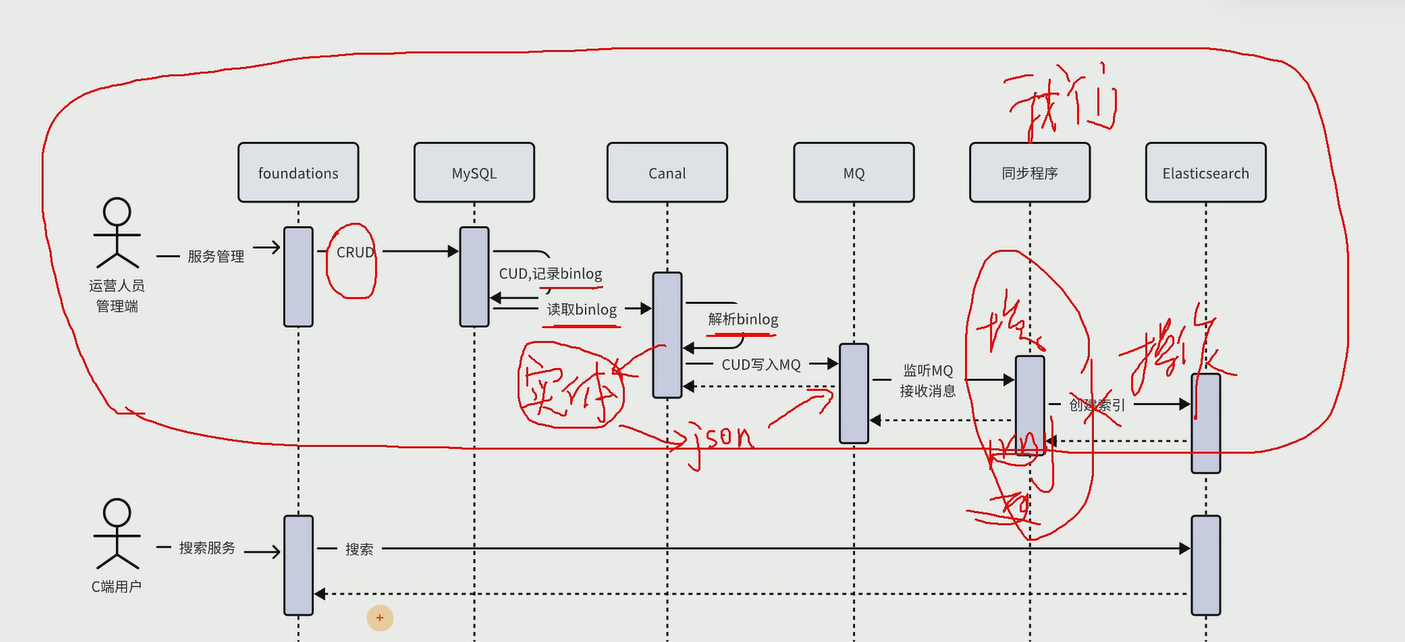 我们
foundations
MySQL
Canal
MQ
同步程序
Elasticsearch
服务管理
CRUD
运营人员
管理端
CUD,记录binlog
读取binlog
解析binlog
CUD写入MQ
监听MQ
接收消息
创建索引
操作
实体
json
搜索服务
搜索
C端用户
+